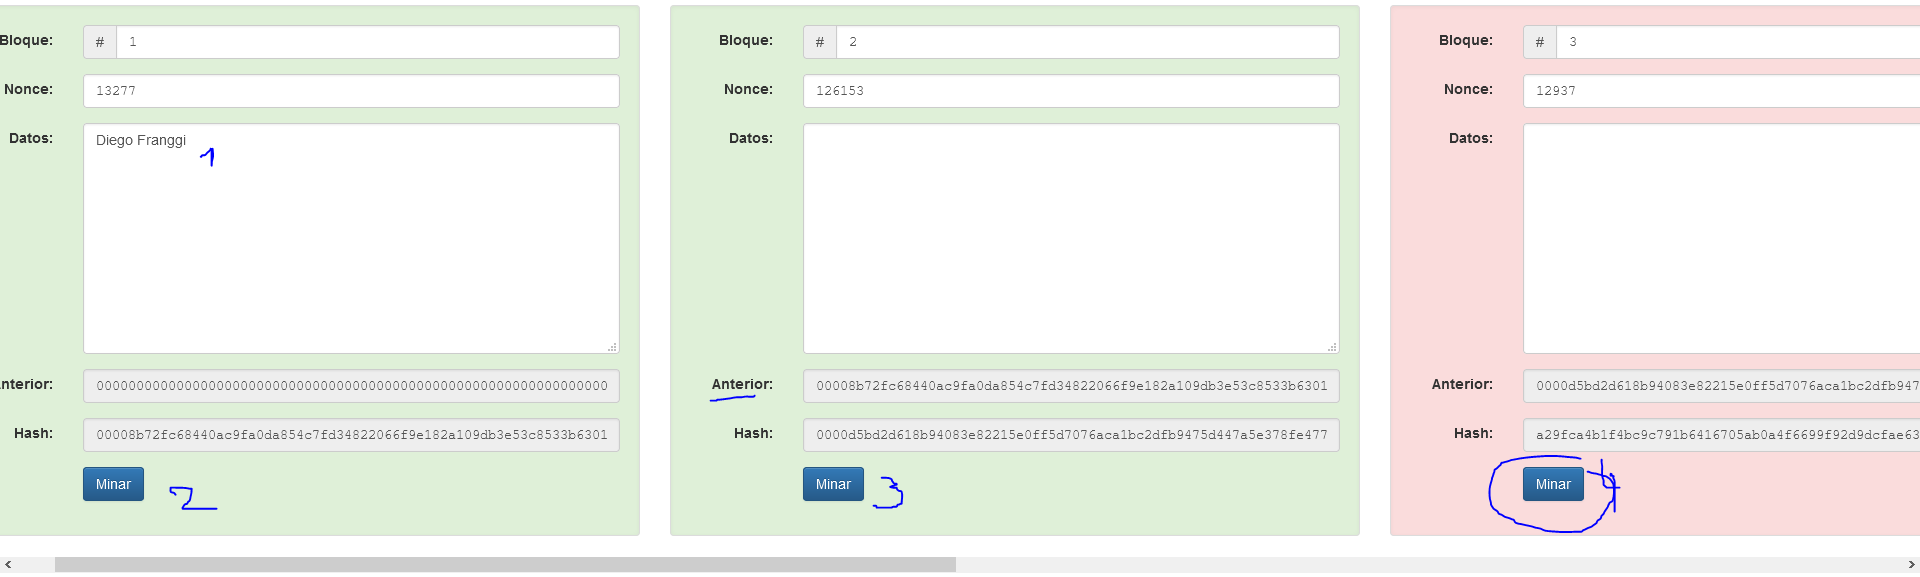 Bloque: # 1
Nonce: 13277
Datos: Diego Franggi
1
nterior: 0000000000000000000000000000000000000000000000000000000000000000
Hash: 00008b72fc68440ac9fa0da854c7fd34822066f9e182a109db3e53c8533b6301
Minar 2
Bloque: # 2
Nonce: 126153
Datos:
Anterior: 00008b72fc68440ac9fa0da854c7fd34822066f9e182a109db3e53c8533b6301
Hash: 0000d5bd2d618b94083e82215e0ff5d7076aca1bc2dfb9475d447a5e378fe477
Minar 3
Bloque: # 3
Nonce: 12937
Datos:
Anterior: 0000d5bd2d618b94083e82215e0ff5d7076aca1bc2dfb947
Hash: a29fca4b1f4bc9c791b6416705ab0a4f6699f92d9dcfae63
Minar 4